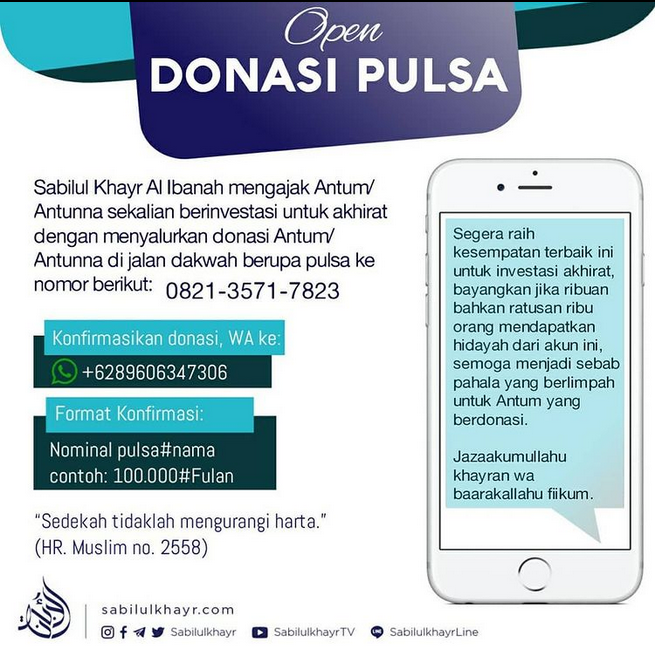 Open
DONASI PULSA
Sabilul Khayr Al Ibanah mengajak Antum/
Antunna sekalian berinvestasi untuk akhirat
dengan menyalurkan donasi Antum/
Antunna di jalan dakwah berupa pulsa ke
nomor berikut: 0821-3571-7823
Konfirmasikan donasi, WA ke:
+6289606347306
Format Konfirmasi:
Nominal pulsa#nama
contoh: 100.000#Fulan
“Sedekah tidaklah mengurangi harta.”
(HR. Muslim no. 2558)
Segera raih
kesempatan terbaik ini
untuk investasi akhirat,
bayangkan jika ribuan
bahkan ratusan ribu
orang mendapatkan
hidayah dari akun ini,
semoga menjadi sebab
pahala yang berlimpah
untuk Antum yang
berdonasi.
Jazaakumullahu
khayran wa
baarakallahu fiikum.
sabilulkhayr.com
Sabilulkhayr SabilulkhayrTV SabilulkhayrLine